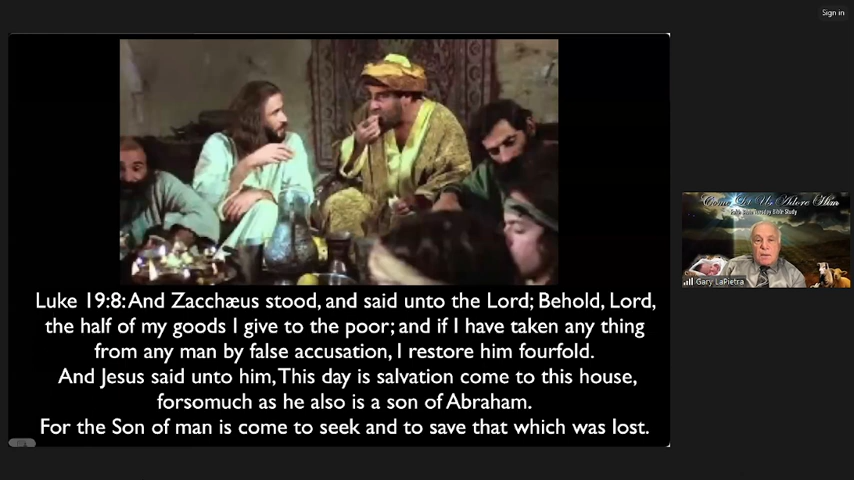 Sign in
Luke 19:8: And Zacchæus stood, and said unto the Lord; Behold, Lord,
the half of my goods I give to the poor; and if I have taken any thing
from any man by false accusation, I restore him fourfold.
And Jesus said unto him, This day is salvation come to this house,
forsomuch as he also is a son of Abraham.
For the Son of man is come to seek and to save that which was lost.
Come Let Us Adore Him
Bible Study
Gary LaPietra